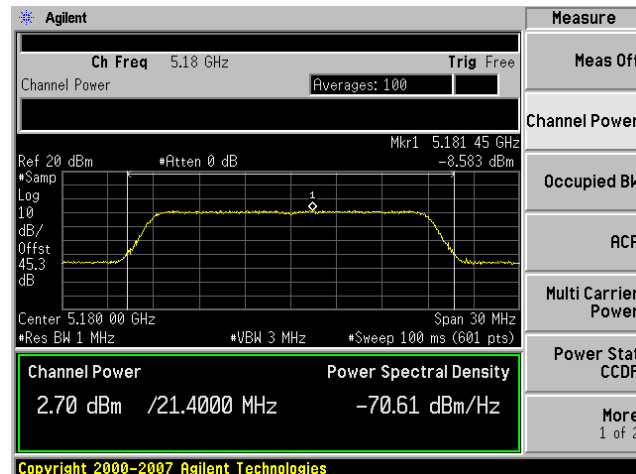 Agilent
Measure
Ch Freq 5.18 GHz Trig Free
Meas Off
Channel Power
Averages: 100
Channel Power
Mkr1 5.181 45 GHz
Ref 20 dBm #Atten 0 dB -8.583 dBm
#Samp
Log
10
dB/
Offst
45.3
dB
1
Occupied BW
ACP
Multi Carrier
Power
Center 5.180 00 GHz Span 30 MHz
#Res BW 1 MHz #VBW 3 MHz #Sweep 100 ms (601 pts)
Power Stat
CCDF
Channel Power Power Spectral Density
2.70 dBm /21.4000 MHz -70.61 dBm/Hz
More
1 of 2
Copyright 2000-2007 Agilent Technologies